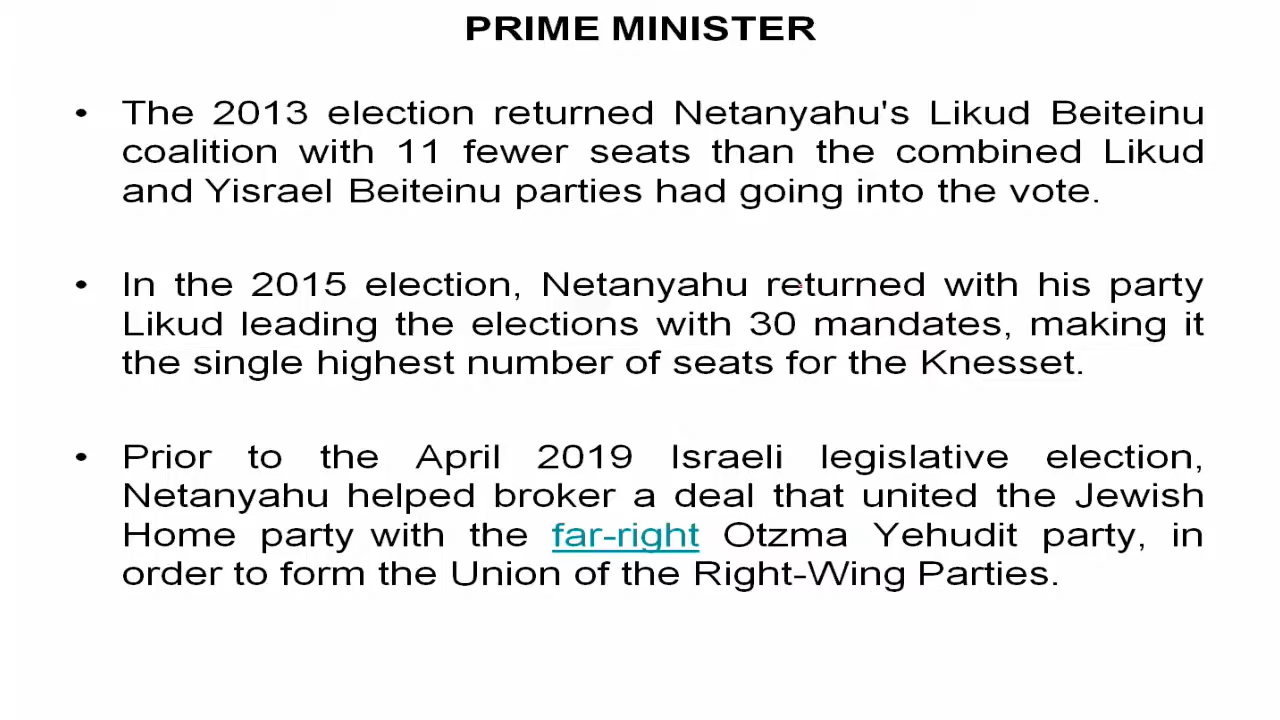 PRIME MINISTER
• The 2013 election returned Netanyahu's Likud Beiteinu
coalition with 11 fewer seats than the combined Likud
and Yisrael Beiteinu parties had going into the vote.
• In the 2015 election, Netanyahu returned with his party
Likud leading the elections with 30 mandates, making it
the single highest number of seats for the Knesset.
• Prior to the April 2019 Israeli legislative election,
Netanyahu helped broker a deal that united the Jewish
Home party with the far-right Otzma Yehudit party, in
order to form the Union of the Right-Wing Parties.